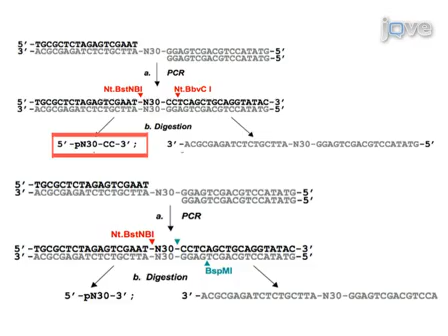 jove
5’-TGCGCTCTAGAGTCGAAT
3’-ACGCGAGATCTCTGCTTA-N30-GGAGTCGACGTCCATATG-5’
GGAGTCGACGTCCATATG-5’
a. PCR
Nt.BstNBI Nt.BbvC I
5’-TGCGCTCTAGAGTCGAAT-N30-CCTCAGCTGCAGGTATAC-3’
3’-ACGCGAGATCTCTGCTTA-N30-GGAGTCGACGTCCATATG-5’
b. Digestion
5’-pN30-CC-3’; 3’-ACGCGAGATCTCTGCTTA-N30-GGAGTCGACGTCCATATG-5’
5’-TGCGCTCTAGAGTCGAAT
3’-ACGCGAGATCTCTGCTTA-N30-GGAGTCGACGTCCATATG-5’
GGAGTCGACGTCCATATG-5’
a. PCR
Nt.BstNBI
5’-TGCGCTCTAGAGTCGAAT-N30-CCTCAGCTGCAGGTATAC-3’
3’-ACGCGAGATCTCTGCTTA-N30-GGAGTCGACGTCCATATG-5’
BspMI
b. Digestion
5’-pN30-3’; 3’-ACGCGAGATCTCTGCTTA-N30-GGAGTCGACGTCCA